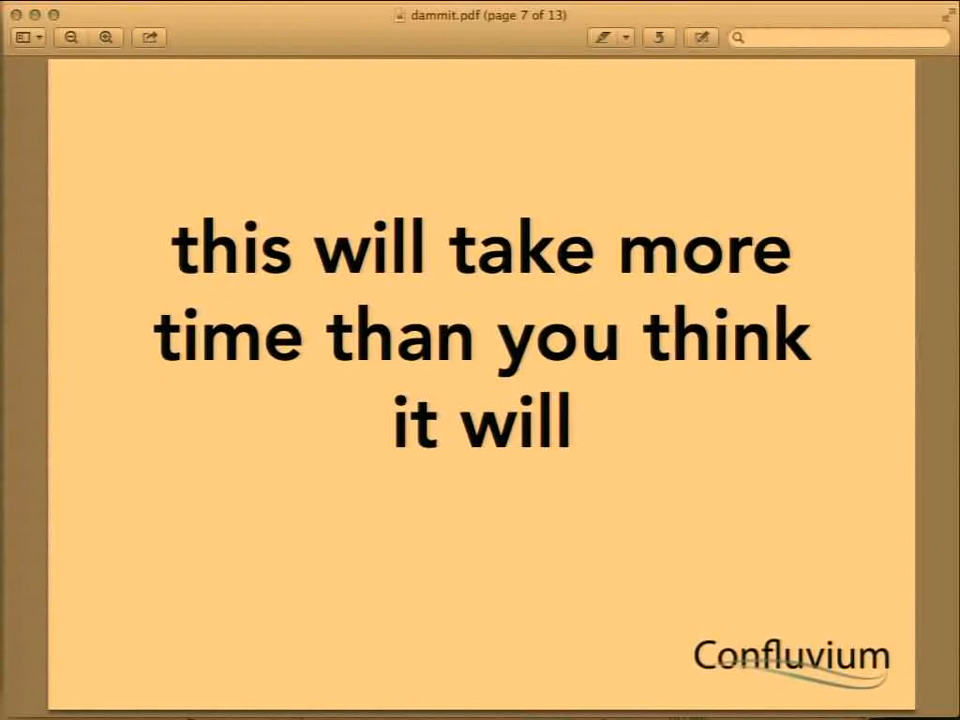 dammit.pdf (page 7 of 13)
this will take more
time than you think
it will
Confluvium